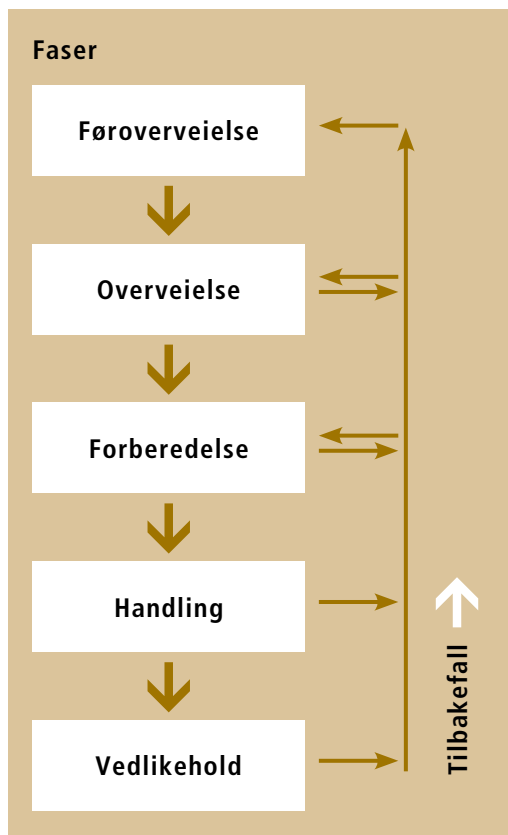 Faser
Føroverveielse
Overveielse
Forberedelse
Handling
Vedlikehold
Tilbakefall